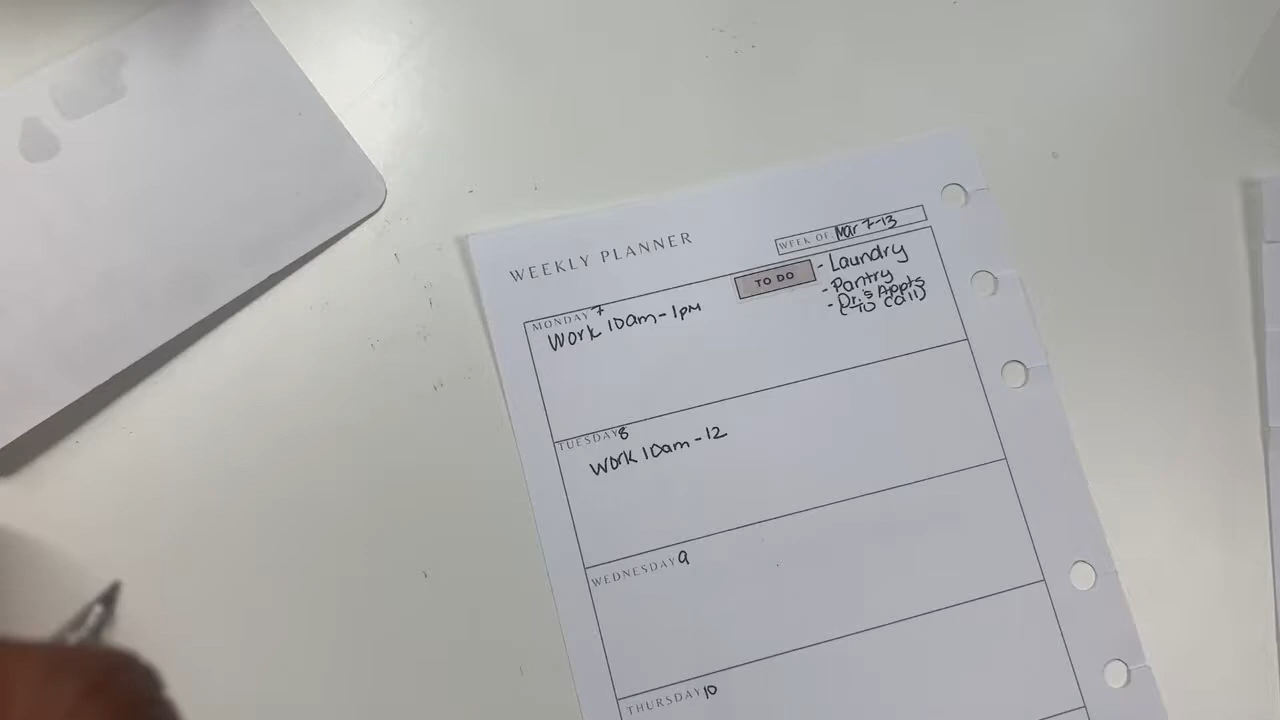 WEEKLY PLANNER
WEEK OF: Mar 7-13
MONDAY 7
Work 10am-1pm
TO DO
- Laundry
- Pantry
- Dr.'s Appts
(To Call)
TUESDAY 8
Work 10am-12
WEDNESDAY 9
THURSDAY 10